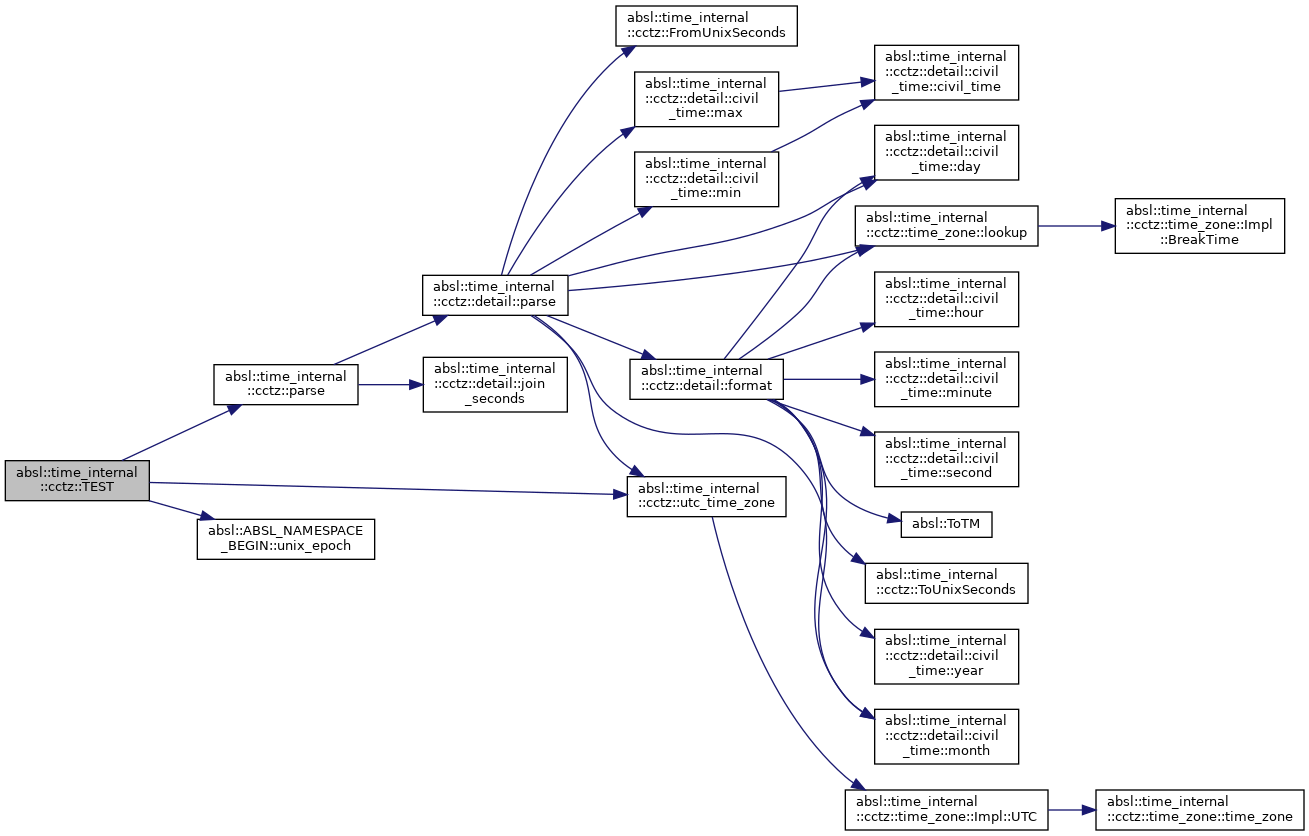 absl::time_internal
::cctz::FromUnixSeconds
absl::time_internal
::cctz::detail::civil
_time::civil_time
absl::time_internal
::cctz::detail::civil
_time::max
absl::time_internal
::cctz::detail::civil
_time::day
absl::time_internal
::cctz::detail::civil
_time::min
absl::time_internal
::cctz::time_zone::lookup
absl::time_internal
::cctz::time_zone::Impl
::BreakTime
absl::time_internal
::cctz::detail::parse
absl::time_internal
::cctz::detail::civil
_time::hour
absl::time_internal
::cctz::parse
absl::time_internal
::cctz::detail::join
_seconds
absl::time_internal
::cctz::detail::format
absl::time_internal
::cctz::detail::civil
_time::minute
absl::time_internal
::cctz::detail::civil
_time::second
absl::time_internal
::cctz::TEST
absl::time_internal
::cctz::utc_time_zone
absl::ABSL_NAMESPACE
_BEGIN::unix_epoch
absl::ToTM
absl::time_internal
::cctz::ToUnixSeconds
absl::time_internal
::cctz::detail::civil
_time::year
absl::time_internal
::cctz::detail::civil
_time::month
absl::time_internal
::cctz::time_zone::Impl::UTC
absl::time_internal
::cctz::time_zone::time_zone